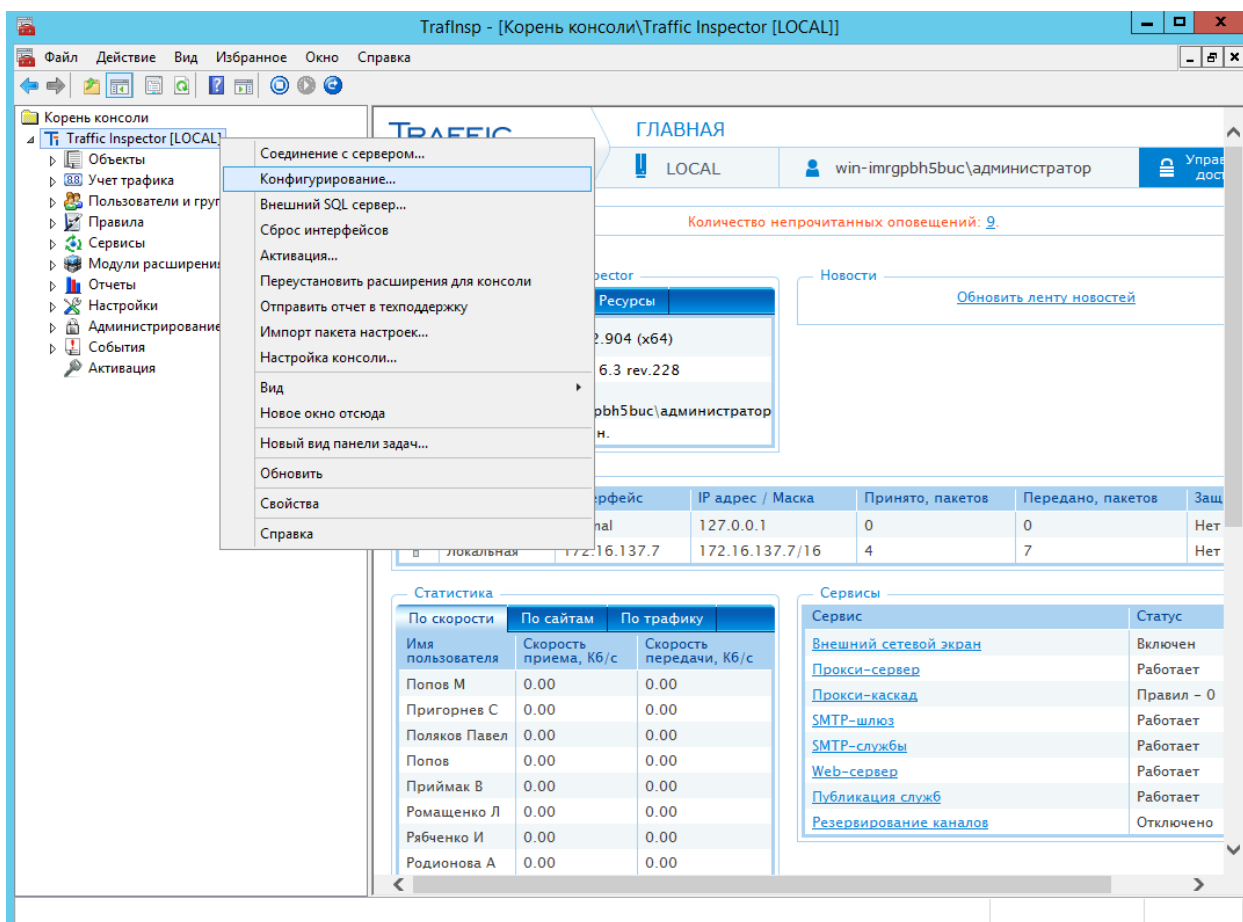 TrafInsp - [Корень консоли\Traffic Inspector [LOCAL]]
Файл Действие Вид Избранное Окно Справка
Корень консоли
Traffic Inspector [LOCAL]
Объекты
Учет трафика
Пользователи и груп
Правила
Сервисы
Модули расширени
Отчеты
Настройки
Администрирование
События
Активация
Соединение с сервером...
Конфигурирование...
Внешний SQL сервер...
Сброс интерфейсов
Активация...
Переустановить расширения для консоли
Отправить отчет в техподдержку
Импорт пакета настроек...
Настройка консоли...
Вид
Новое окно отсюда
Новый вид панели задач...
Обновить
Свойства
Справка
TRAFFIC
ГЛАВНАЯ
LOCAL
win-imrgpbh5buc\администратор
Управ
дост
Количество непрочитанных оповещений: 9.
pector
Ресурсы
2.904 (x64)
6.3 rev.228
pbh5buc\администратор
н.
Новости
Обновить ленту новостей
ерфейс IP адрес / Маска Принято, пакетов Передано, пакетов Защ
nal 127.0.0.1 0 0 Нет
Локальная 172.16.137.7 172.16.137.7/16 4 7 Нет
Статистика
По скорости По сайтам По трафику
Имя пользователя Скорость приема, Кб/с Скорость передачи, Кб/с
Попов М 0.00 0.00
Пригорнев С 0.00 0.00
Поляков Павел 0.00 0.00
Попов 0.00 0.00
Приймак В 0.00 0.00
Ромащенко Л 0.00 0.00
Рябченко И 0.00 0.00
Родионова А 0.00 0.00
Сервисы
Сервис Статус
Внешний сетевой экран Включен
Прокси-сервер Работает
Прокси-каскад Правил - 0
SMTP-шлюз Работает
SMTP-службы Работает
Web-сервер Работает
Публикация служб Работает
Резервирование каналов Отключено